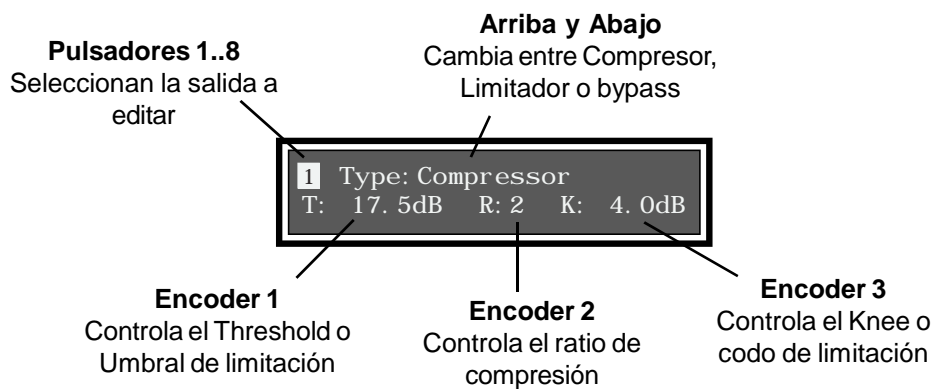 Arriba y Abajo
Cambia entre Compresor,
Limitador o bypass
Pulsadores 1..8
Seleccionan la salida a
editar
1 Type: Compressor
T: 17.5dB R: 2 K: 4.0dB
Encoder 1
Controla el Threshold o
Umbral de limitación
Encoder 2
Controla el ratio de
compresión
Encoder 3
Controla el Knee o
codo de limitación